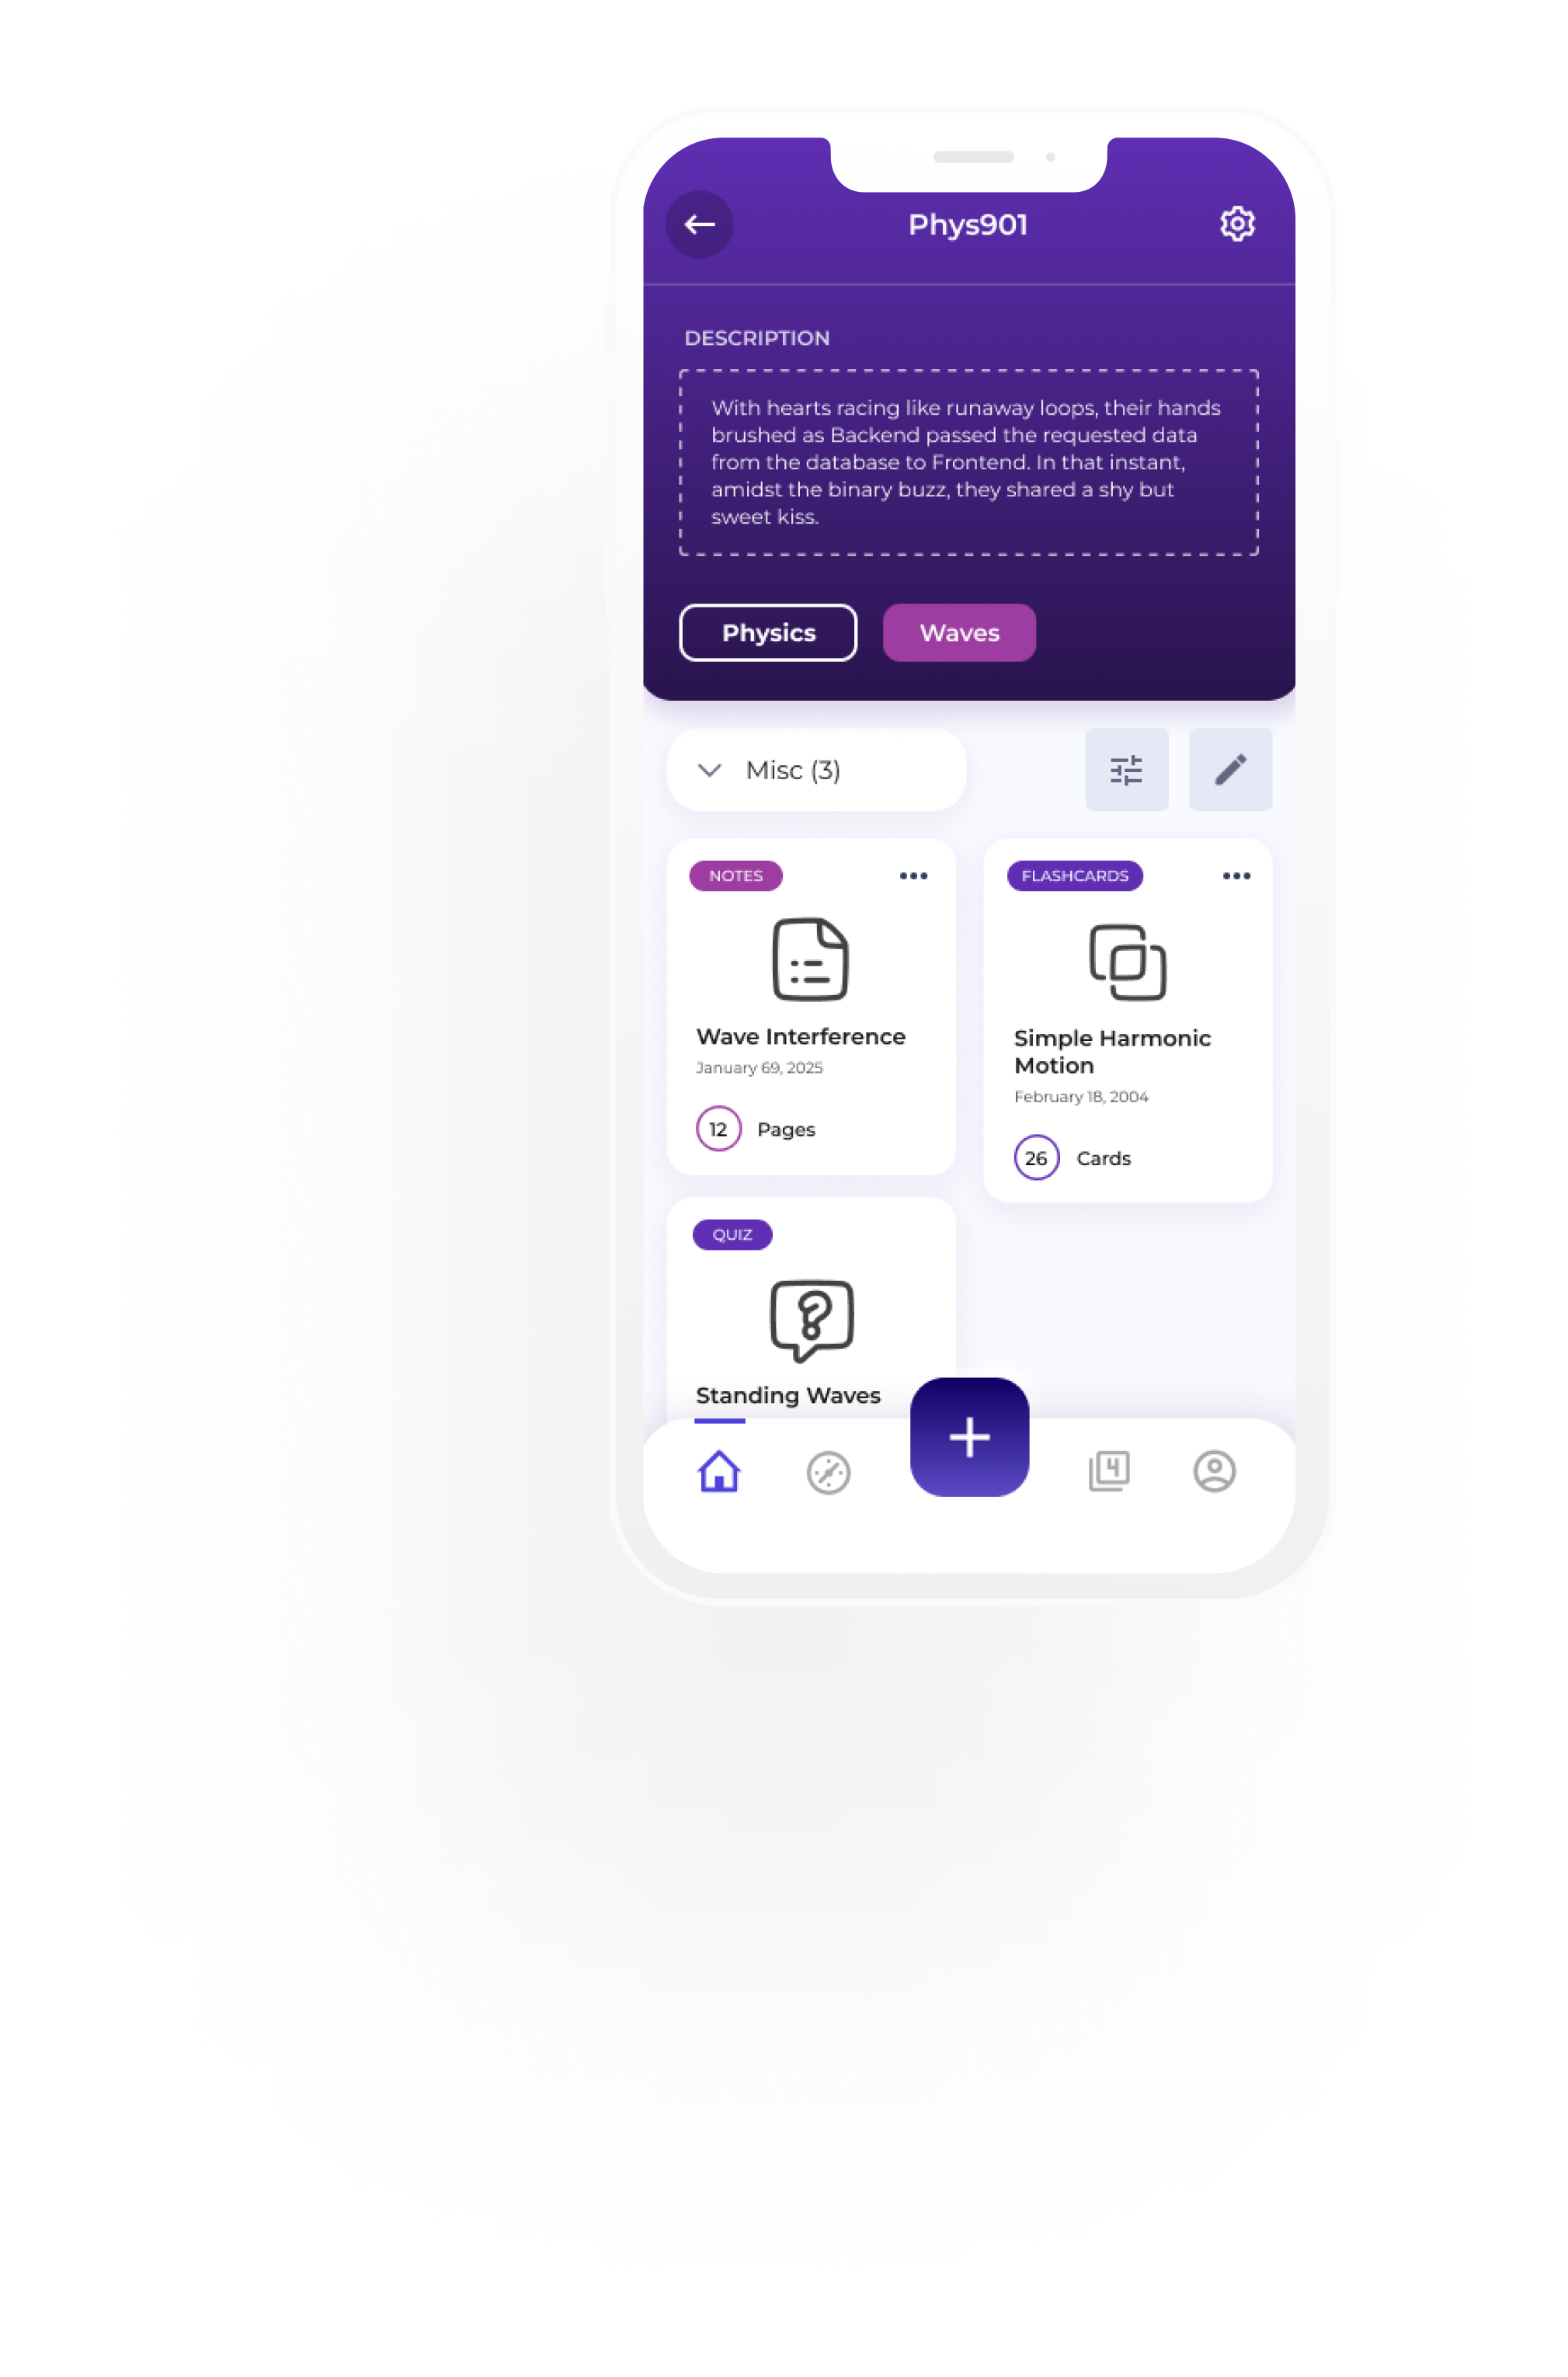 Phys901
DESCRIPTION
With hearts racing like runaway loops, their hands
brushed as Backend passed the requested data
from the database to Frontend. In that instant,
amidst the binary buzz, they shared a shy but
sweet kiss.
Physics
Waves
Misc (3)
NOTES
Wave Interference
January 69, 2025
12 Pages
FLASHCARDS
Simple Harmonic
Motion
February 18, 2004
26 Cards
QUIZ
?
Standing Waves
+
4